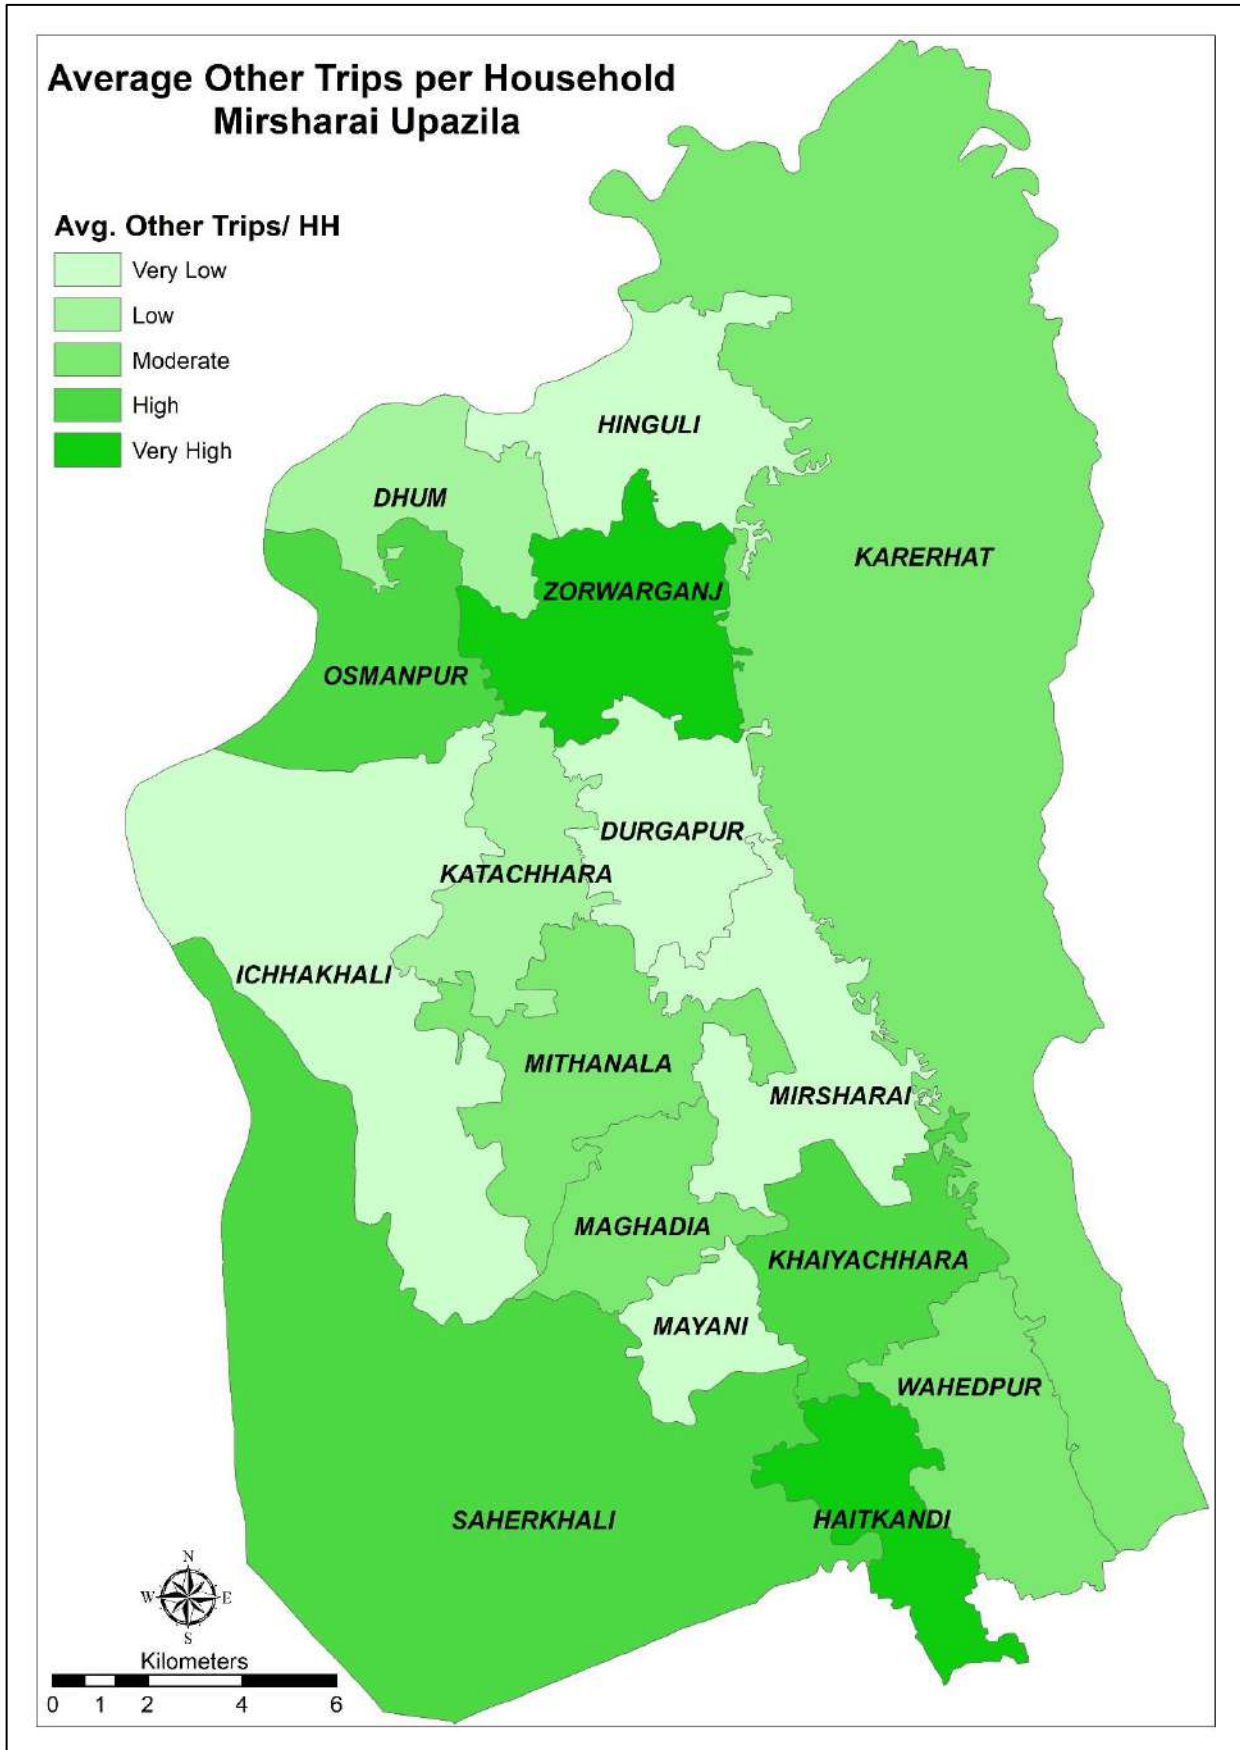 Average Other Trips per Household
Mirsharai Upazila
Avg. Other Trips/ HH
Very Low
Low
Moderate
High
Very High
HINGULI
DHUM
KARERHAT
ZORWARGANJ
OSMANPUR
DURGAPUR
KATACHHARA
ICHHAKHALI
MITHANALA
MIRSHARAI
MAGHADIA
KHAIYACHHARA
MAYANI
WAHEDPUR
SAHERKHALI
HAITKANDI
N
W E
S
Kilometers
0 1 2 4 6